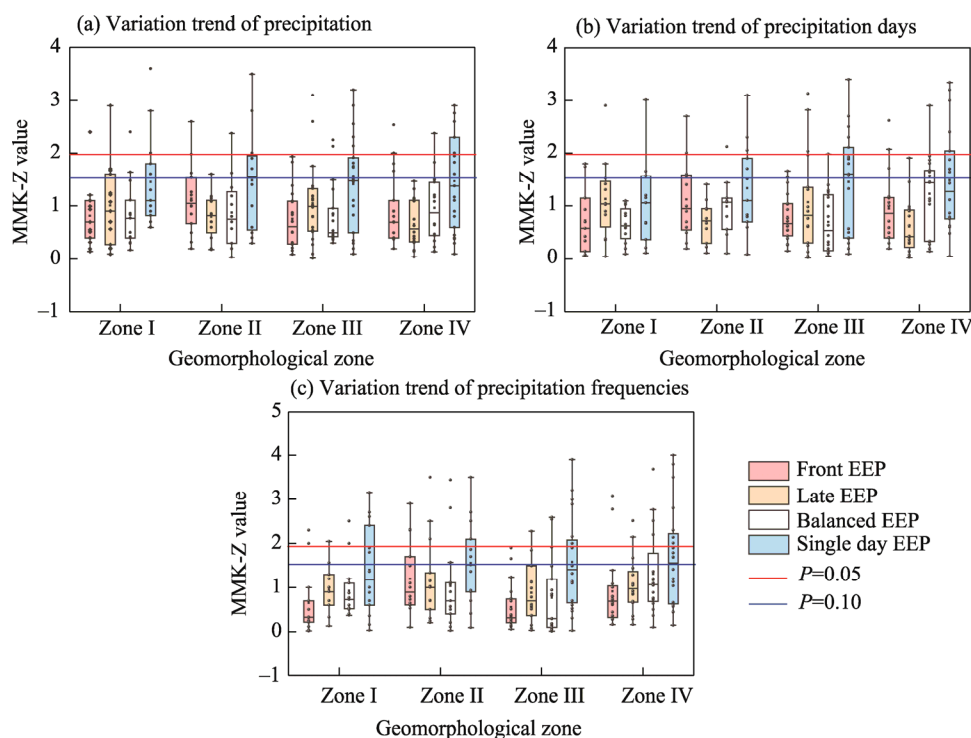 (a) Variation trend of precipitation
4
3
2
1
0
–1
MMK-Z value
Zone I Zone II Zone III Zone IV
Geomorphological zone
(b) Variation trend of precipitation days
4
3
2
1
0
–1
MMK-Z value
Zone I Zone II Zone III Zone IV
Geomorphological zone
(c) Variation trend of precipitation frequencies
5
4
3
2
1
0
–1
MMK-Z value
Zone I Zone II Zone III Zone IV
Geomorphological zone
Front EEP
Late EEP
Balanced EEP
Single day EEP
P=0.05
P=0.10